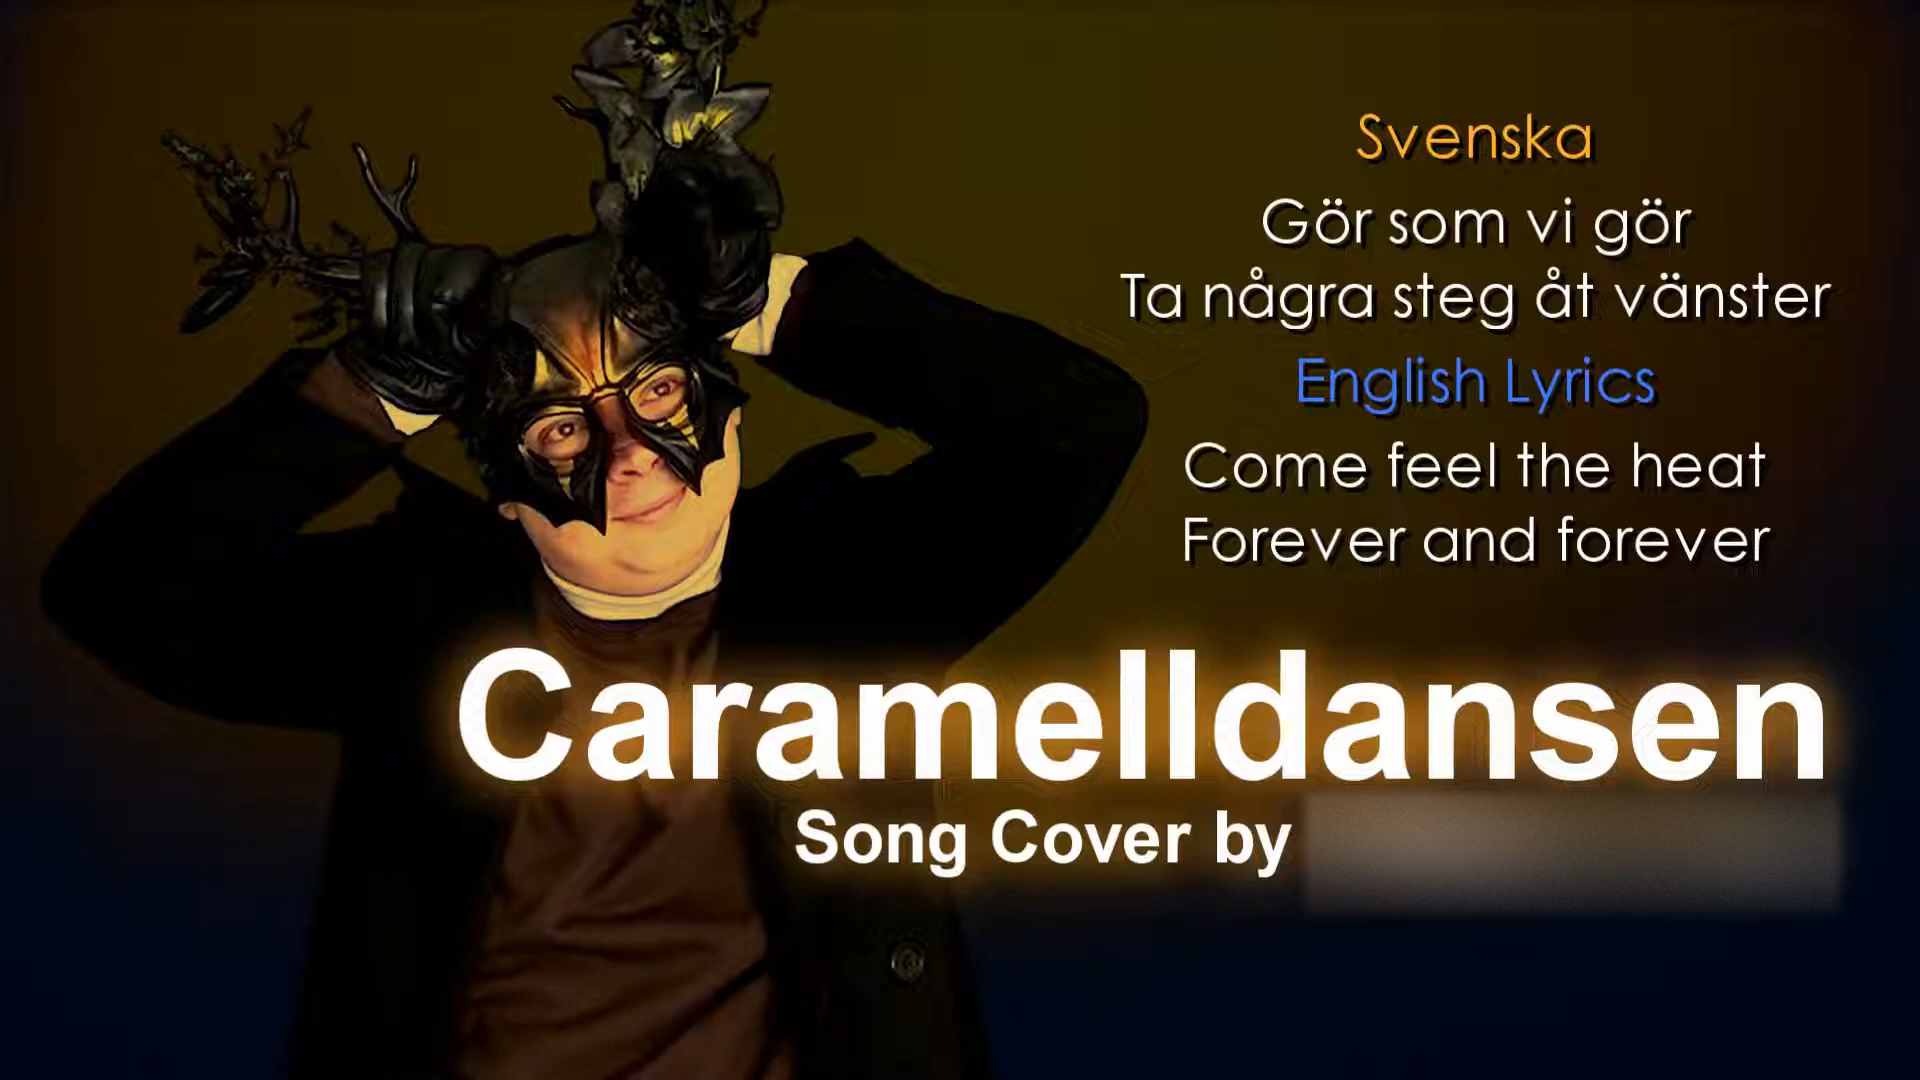 Svenska
Gör som vi gör
Ta några steg åt vänster
English Lyrics
Come feel the heat
Forever and forever
Caramelldansen
Song Cover by